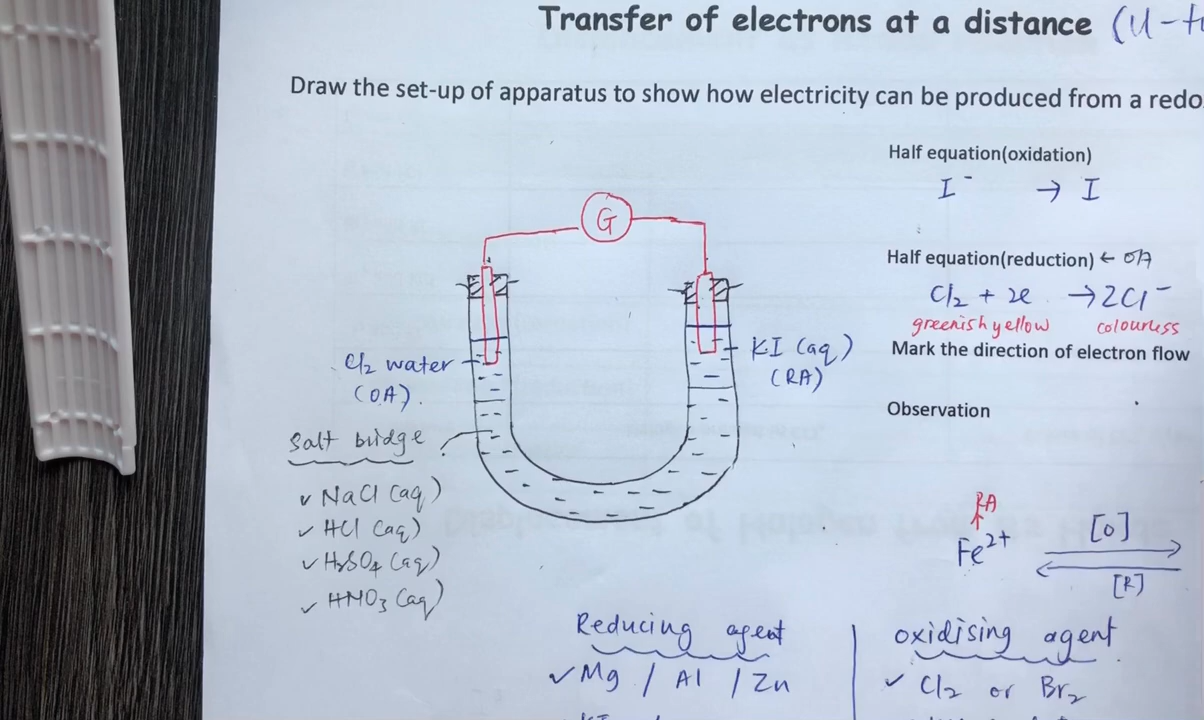 Transfer of electrons at a distance (U-t
Draw the set-up of apparatus to show how electricity can be produced from a redo
Half equation(oxidation)
I⁻ → I
G
Half equation(reduction) ← OA
Cl₂ + 2e → 2Cl⁻
greenish yellow colourless
Cl₂ water
(OA).
KI (aq)
(RA)
Mark the direction of electron flow
Observation
Salt bridge
✓ NaCl (aq)
✓ HCl (aq)
✓ H₂SO₄ (aq)
✓ HNO₃ (aq)
RA
Fe²⁺ [O]
[R]
Reducing agent
✓ Mg / Al / Zn
oxidising agent
✓ Cl₂ or Br₂